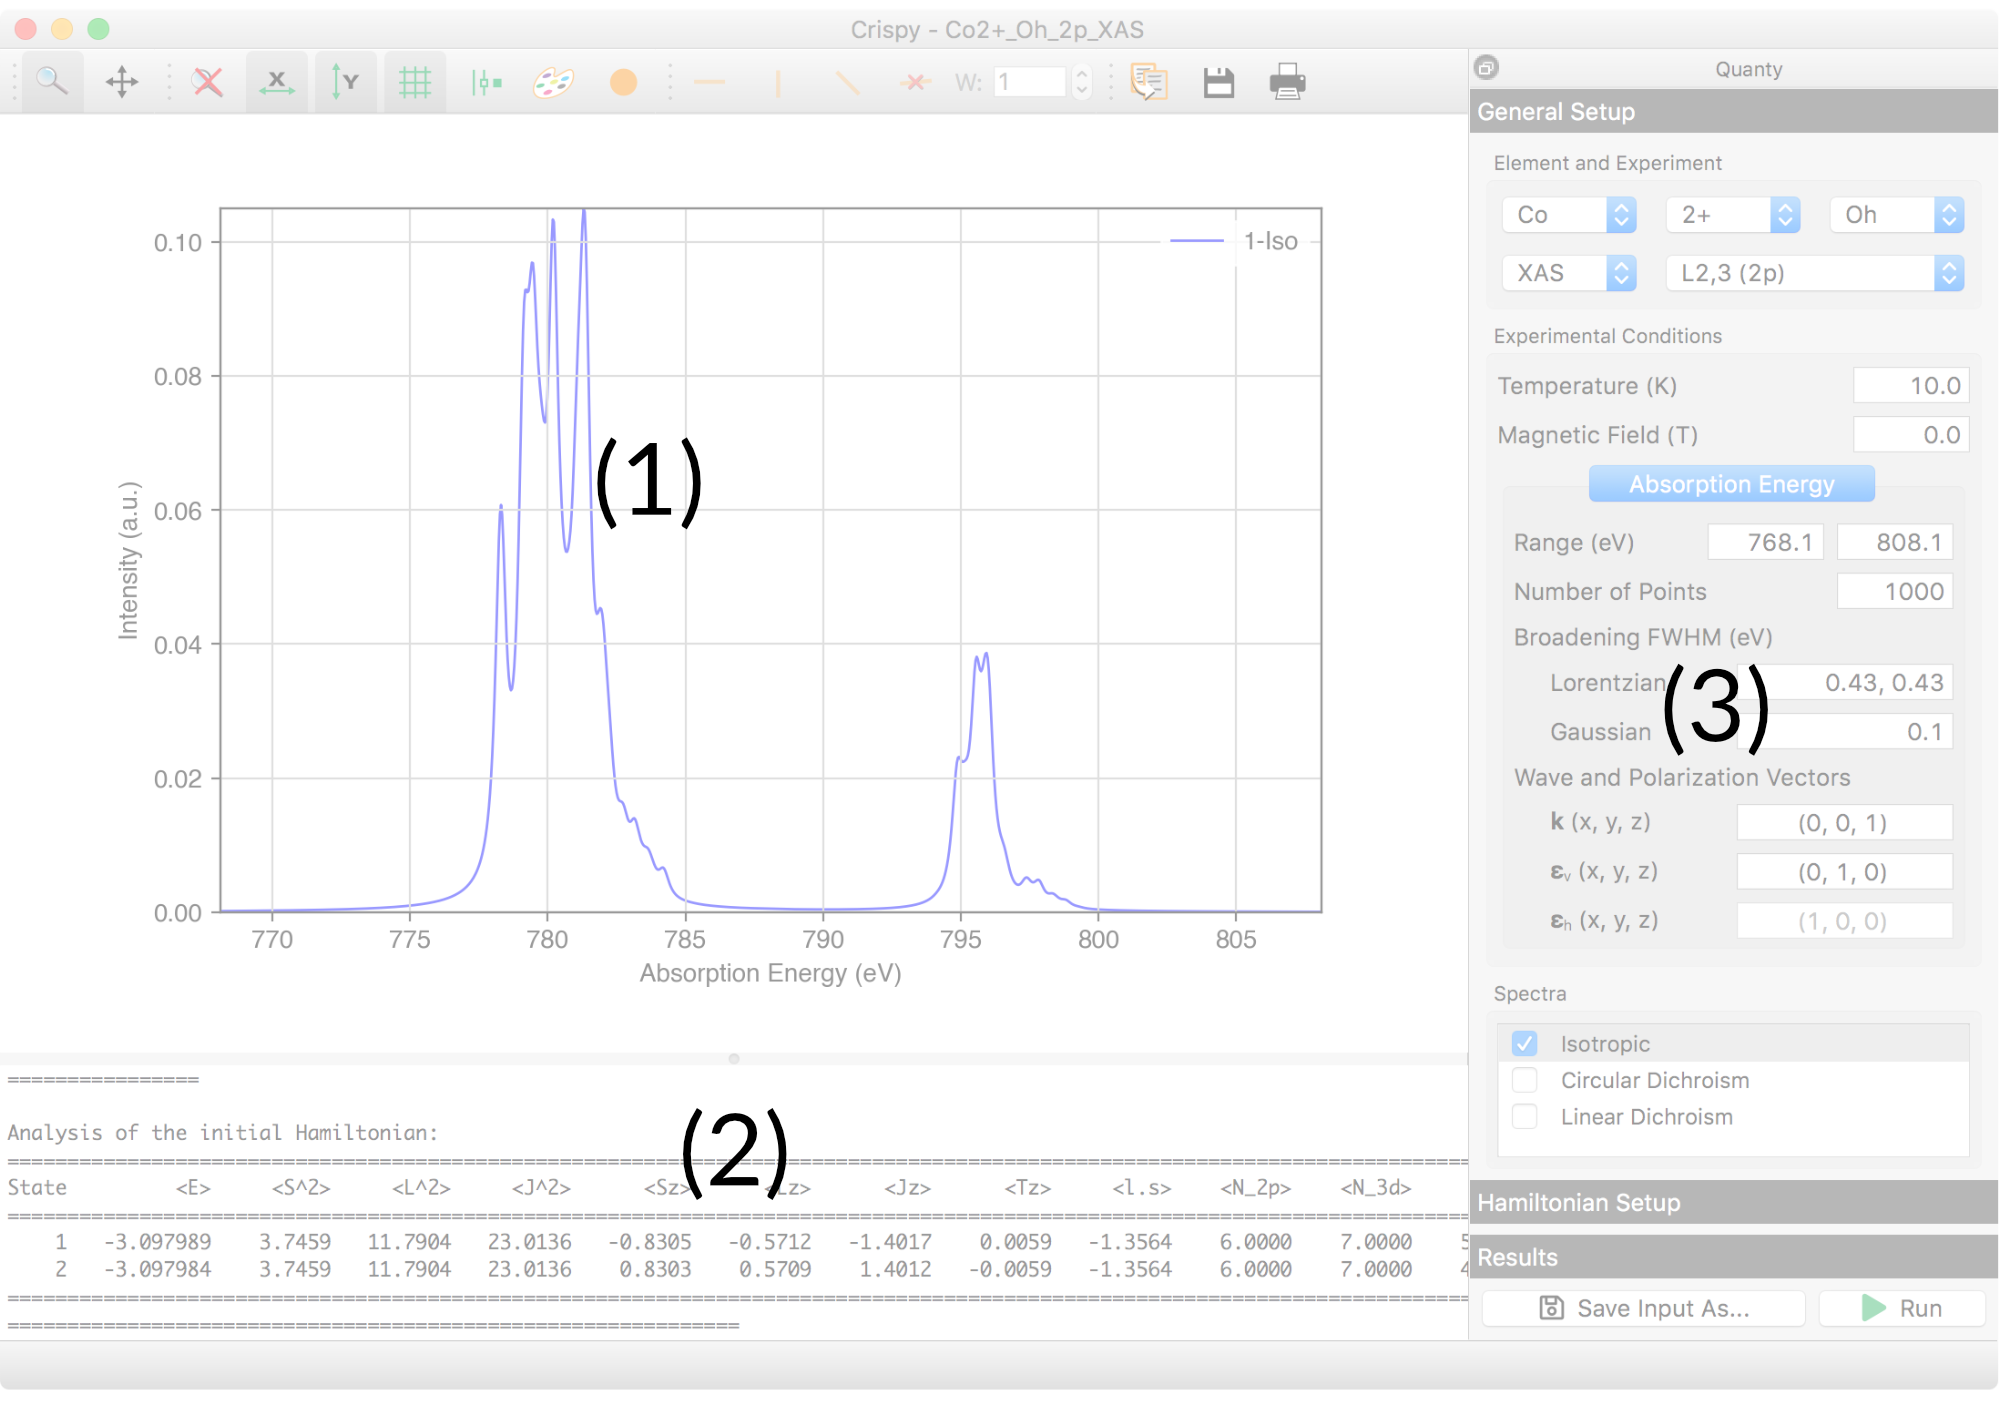 Crispy - Co2+_Oh_2p_XAS
X
Y
W: 1
0.10
0.08
0.06
0.04
0.02
0.00
Intensity (a.u.)
1-Iso
(1)
770 775 780 785 790 795 800 805
Absorption Energy (eV)
===============
Analysis of the initial Hamiltonian:
State <E> <S^2> <L^2> <J^2> <Sz> <Lz> <Jz> <Tz> <l.s> <N_2p> <N_3d>
(2)
1 -3.097989 3.7459 11.7904 23.0136 -0.8305 -0.5712 -1.4017 0.0059 -1.3564 6.0000 7.0000
2 -3.097984 3.7459 11.7904 23.0136 0.8303 0.5709 1.4012 -0.0059 -1.3564 6.0000 7.0000
Quanty
General Setup
Element and Experiment
Co 2+ Oh
XAS L2,3 (2p)
Experimental Conditions
Temperature (K) 10.0
Magnetic Field (T) 0.0
Absorption Energy
Range (eV) 768.1 808.1
Number of Points 1000
Broadening FWHM (eV)
Lorentzian 0.43, 0.43
(3)
Gaussian 0.1
Wave and Polarization Vectors
k (x, y, z) (0, 0, 1)
εv (x, y, z) (0, 1, 0)
εh (x, y, z) (1, 0, 0)
Spectra
Isotropic
Circular Dichroism
Linear Dichroism
Hamiltonian Setup
Results
Save Input As... Run